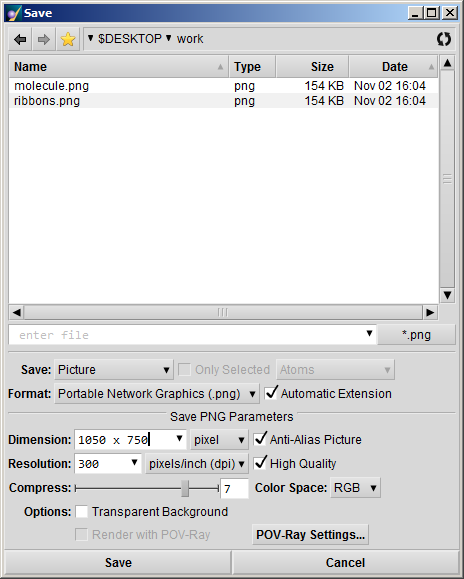 Save
$DESKTOP work
Name Type Size Date
molecule.png png 154 KB Nov 02 16:04
ribbons.png png 154 KB Nov 02 16:04
enter file *.png
Save: Picture Only Selected Atoms
Format: Portable Network Graphics (.png) Automatic Extension
Save PNG Parameters
Dimension: 1050 x 750 pixel Anti-Alias Picture
Resolution: 300 pixels/inch (dpi) High Quality
Compress: 7 Color Space: RGB
Options: Transparent Background
Render with POV-Ray POV-Ray Settings...
Save Cancel